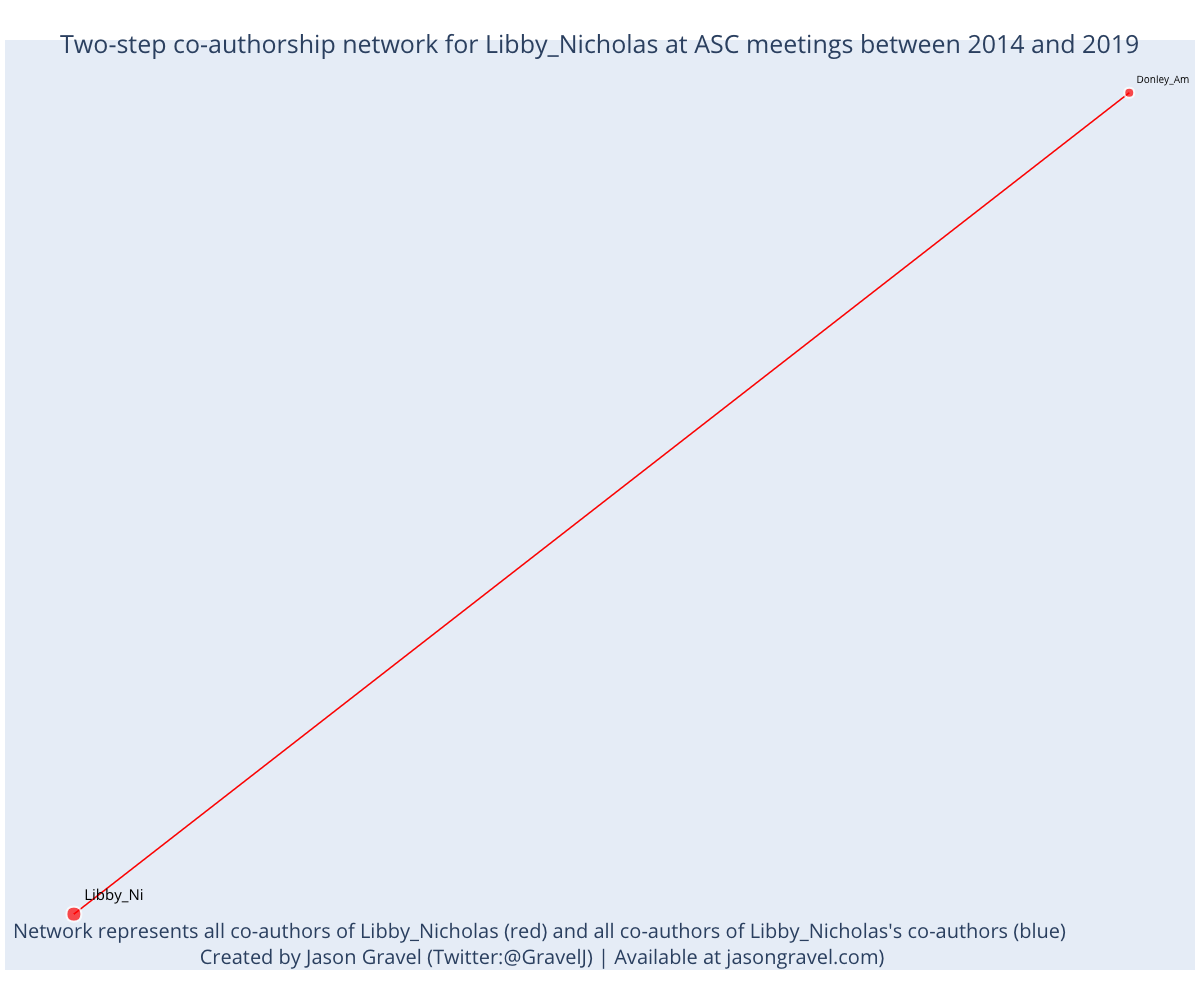 Two-step co-authorship network for Libby_Nicholas at ASC meetings between 2014 and 2019
Donley_Am
Libby_Ni
Network represents all co-authors of Libby_Nicholas (red) and all co-authors of Libby_Nicholas's co-authors (blue)
Created by Jason Gravel (Twitter:@GravelJ) | Available at jasongravel.com)